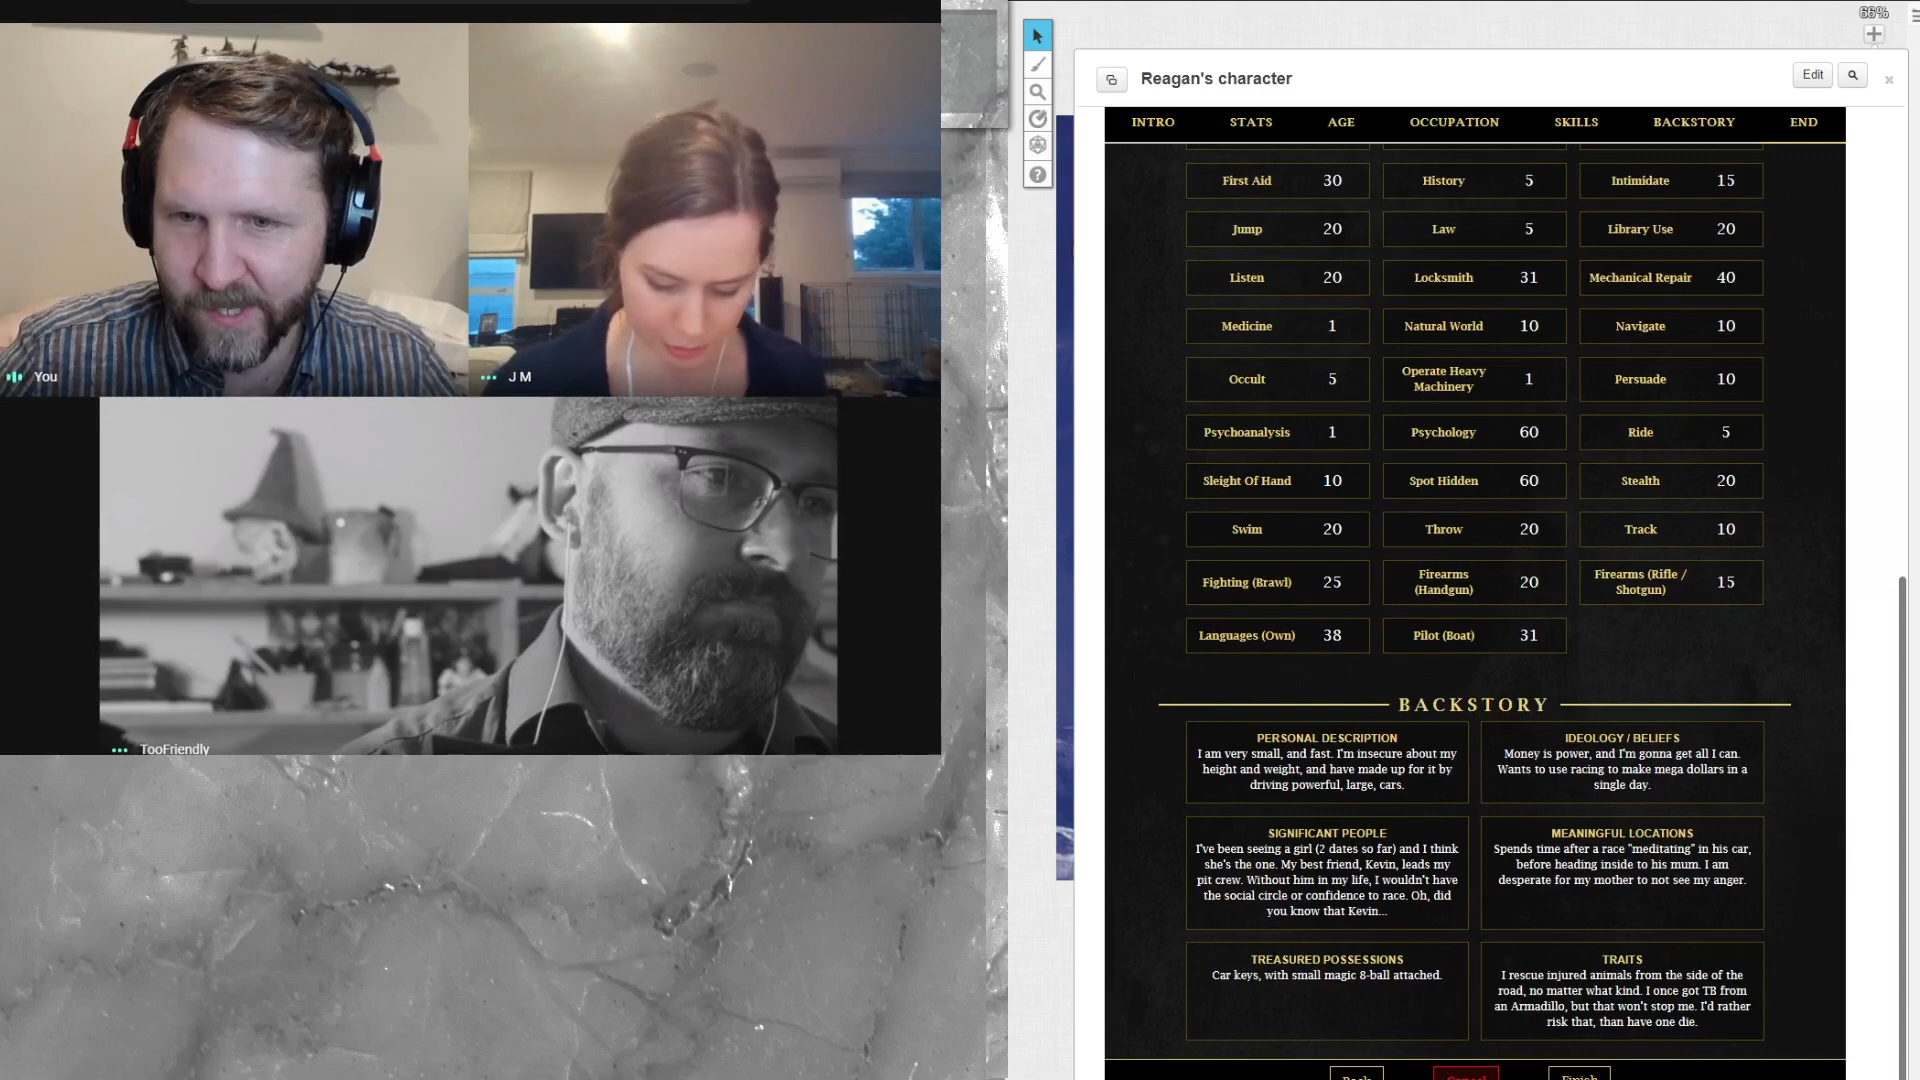 You
J M
TooFriendly
66%
Reagan's character
Edit
INTRO STATS AGE OCCUPATION SKILLS BACKSTORY END
First Aid 30 History 5 Intimidate 15
Jump 20 Law 5 Library Use 20
Listen 20 Locksmith 31 Mechanical Repair 40
Medicine 1 Natural World 10 Navigate 10
Occult 5 Operate Heavy Machinery 1 Persuade 10
Psychoanalysis 1 Psychology 60 Ride 5
Sleight Of Hand 10 Spot Hidden 60 Stealth 20
Swim 20 Throw 20 Track 10
Fighting (Brawl) 25 Firearms (Handgun) 20 Firearms (Rifle / Shotgun) 15
Languages (Own) 38 Pilot (Boat) 31
BACKSTORY
PERSONAL DESCRIPTION
I am very small, and fast. I'm insecure about my
height and weight, and have made up for it by
driving powerful, large, cars.
IDEOLOGY / BELIEFS
Money is power, and I'm gonna get all I can.
Wants to use racing to make mega dollars in a
single day.
SIGNIFICANT PEOPLE
I've been seeing a girl (2 dates so far) and I think
she's the one. My best friend, Kevin, leads my
pit crew. Without him in my life, I wouldn't have
the social circle or confidence to race. Oh, did
you know that Kevin...
MEANINGFUL LOCATIONS
Spends time after a race "meditating" in his car,
before heading inside to his mum. I am
desperate for my mother to not see my anger.
TREASURED POSSESSIONS
Car keys, with small magic 8-ball attached.
TRAITS
I rescue injured animals from the side of the
road, no matter what kind. I once got TB from
an Armadillo, but that won't stop me. I'd rather
risk that, than have one die.
Back Cancel Finish